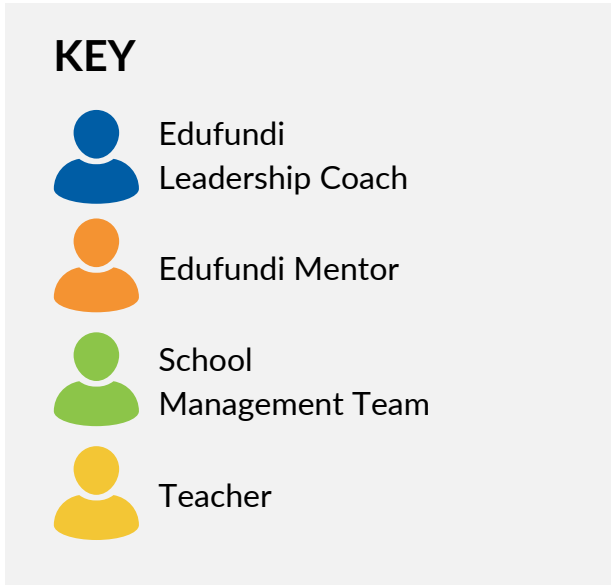 KEY
Edufundi
Leadership Coach
Edufundi Mentor
School
Management Team
Teacher